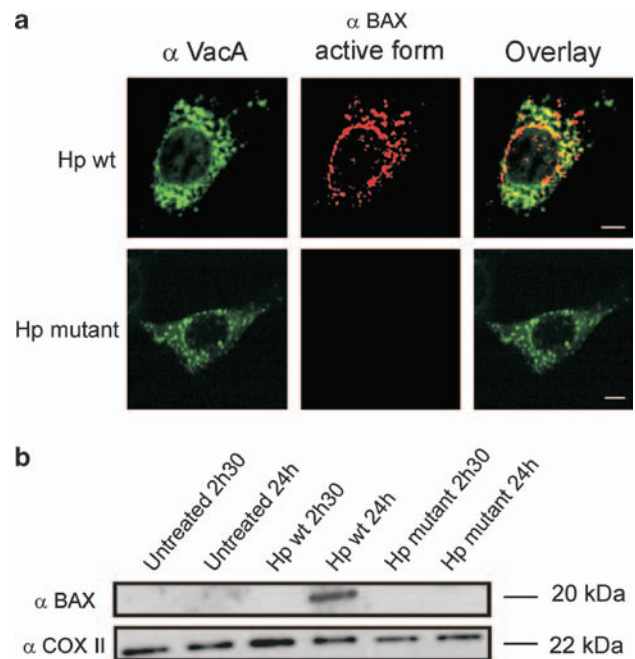 a
α BAX
α VacA active form Overlay
Hp wt
Hp mutant
b
Untreated 2h30
Untreated 24h
Hp wt 2h30
Hp wt 24h
Hp mutant 2h30
Hp mutant 24h
α BAX 20 kDa
α COX II 22 kDa